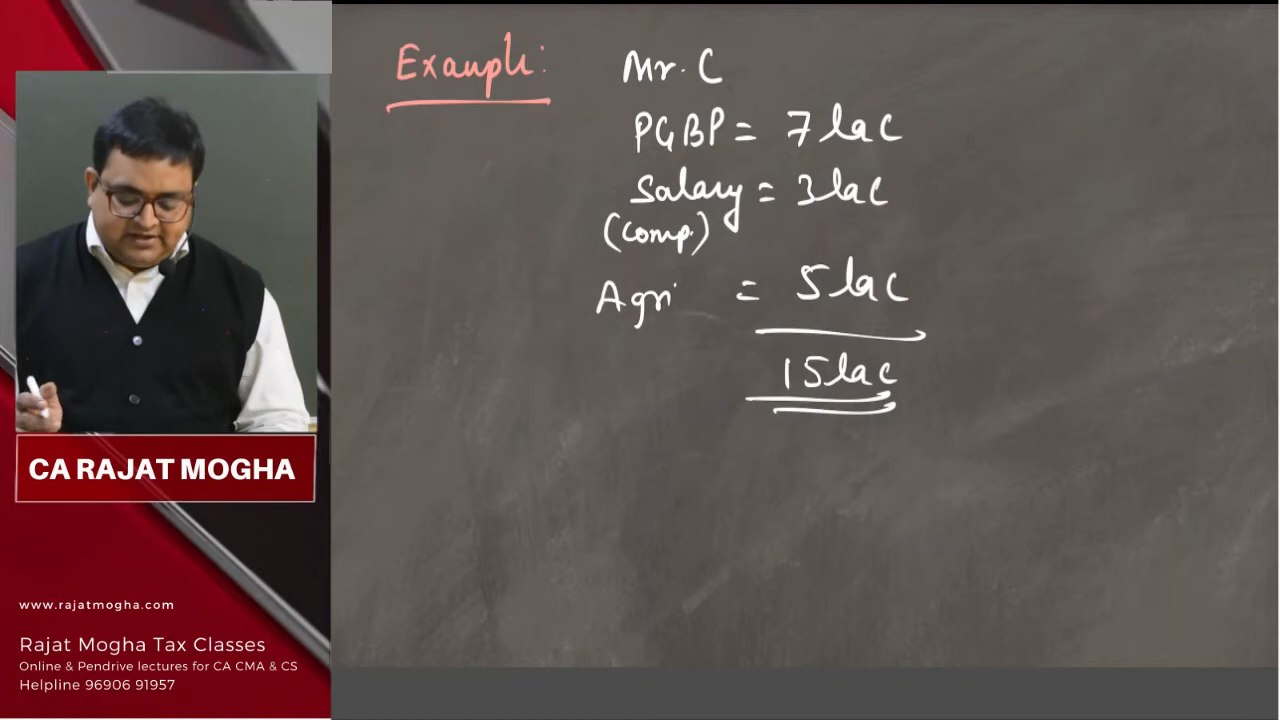 Example:
Mr. C
PGBP = 7 lac
Salary = 3 lac
(Comp.)
Agri = 5 lac
15 lac
CA RAJAT MOGHA
www.rajatmogha.com
Rajat Mogha Tax Classes
Online & Pendrive lectures for CA CMA & CS
Helpline 96906 91957